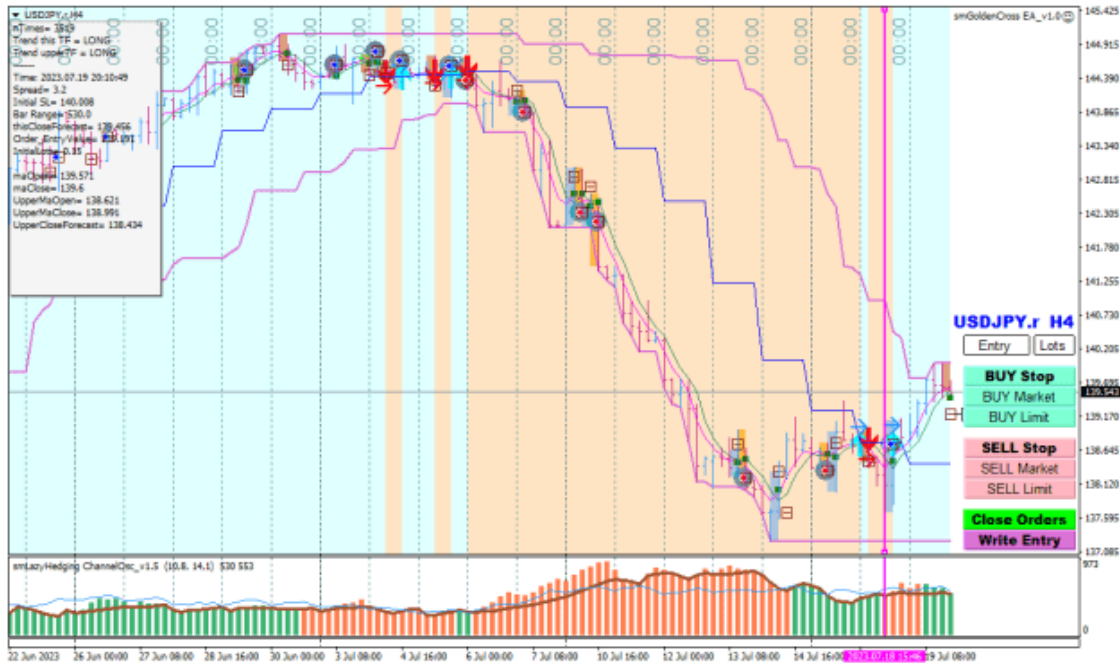 USDJPY.r,H4
smGoldenCross EA_v1.0
nTimes= 3519
Trend this TF = LONG
Trend upperTF = LONG
Time: 2023.07.19 20:10:49
Spread= 3.2
Initial SL= 140.008
Bar Range= 530.0
thisCloseForecast= 139.456
maOpen= 139.571
maClose= 139.6
UpperMaOpen= 138.621
UpperMaClose= 138.991
UpperCloseForecast= 138.434
145.425
144.915
144.390
143.865
143.340
142.815
142.305
141.780
141.255
140.730
140.205
139.695
139.543
139.170
138.645
138.120
137.595
137.085
USDJPY.r H4
Entry Lots
BUY Stop
BUY Market
BUY Limit
SELL Stop
SELL Market
SELL Limit
Close Orders
Write Entry
smLazyHedging ChannelOsc_v1.5 (10.8, 14,1) 530 553
973
0
22 Jun 2023 26 Jun 00:00 27 Jun 08:00 28 Jun 16:00 30 Jun 00:00 3 Jul 08:00 4 Jul 16:00 6 Jul 00:00 7 Jul 08:00 10 Jul 16:00 12 Jul 00:00 13 Jul 08:00 14 Jul 16:00 2023.07.18 15:46 19 Jul 08:00